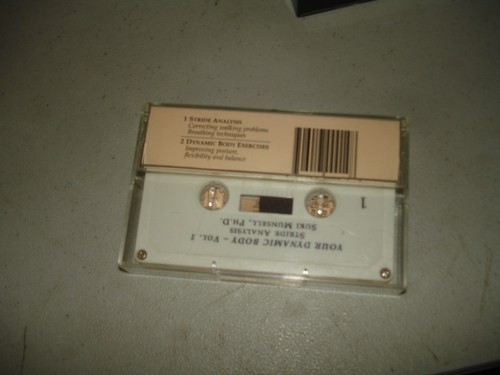 1 STRIDE ANALYSIS
Correcting walking problems
Breathing techniques
2 DYNAMIC BODY EXERCISES
Improving posture,
flexibility and balance
1
YOUR DYNAMIC BODY – VOL. 1
STRIDE ANALYSIS
SUKI MUNSELL, PH.D.